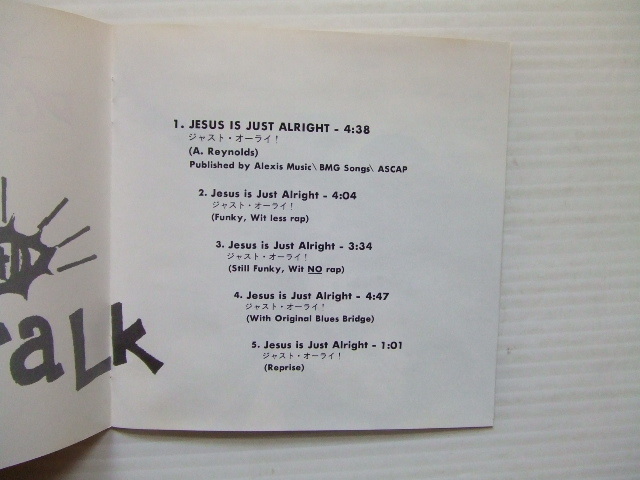 1. JESUS IS JUST ALRIGHT - 4:38
ジャスト・オーライ!
(A. Reynolds)
Published by Alexis Music\ BMG Songs\ ASCAP
2. Jesus is Just Alright - 4:04
ジャスト・オーライ!
(Funky, Wit less rap)
3. Jesus is Just Alright - 3:34
ジャスト・オーライ!
(Still Funky, Wit NO rap)
4. Jesus is Just Alright - 4:47
ジャスト・オーライ!
(With Original Blues Bridge)
5. Jesus is Just Alright - 1:01
ジャスト・オーライ!
(Reprise)
aLk